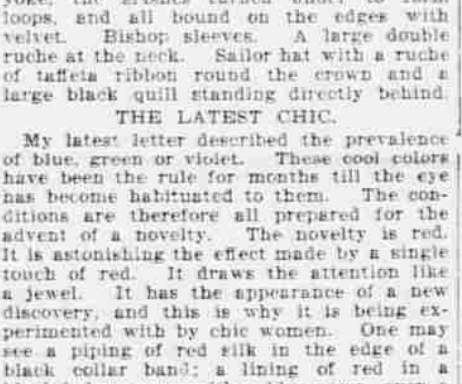 loops, and all bound on the edges with
velvet. Bishop sleeves. A large double
ruche at the neck. Sailor hat with a ruche
of taffeta ribbon round the crown and a
large black quill standing directly behind.
THE LATEST CHIC.
My latest letter described the prevalence
of blue, green or violet. These cool colors
have been the rule for months till the eye
has become habituated to them. The con-
ditions are therefore all prepared for the
advent of a novelty. The novelty is red.
It is astonishing the effect made by a single
touch of red. It draws the attention like
a jewel. It has the appearance of a new
discovery, and this is why it is being ex-
perimented with by chic women. One may
see a piping of red silk in the edge of a
black collar band; a lining of red in a